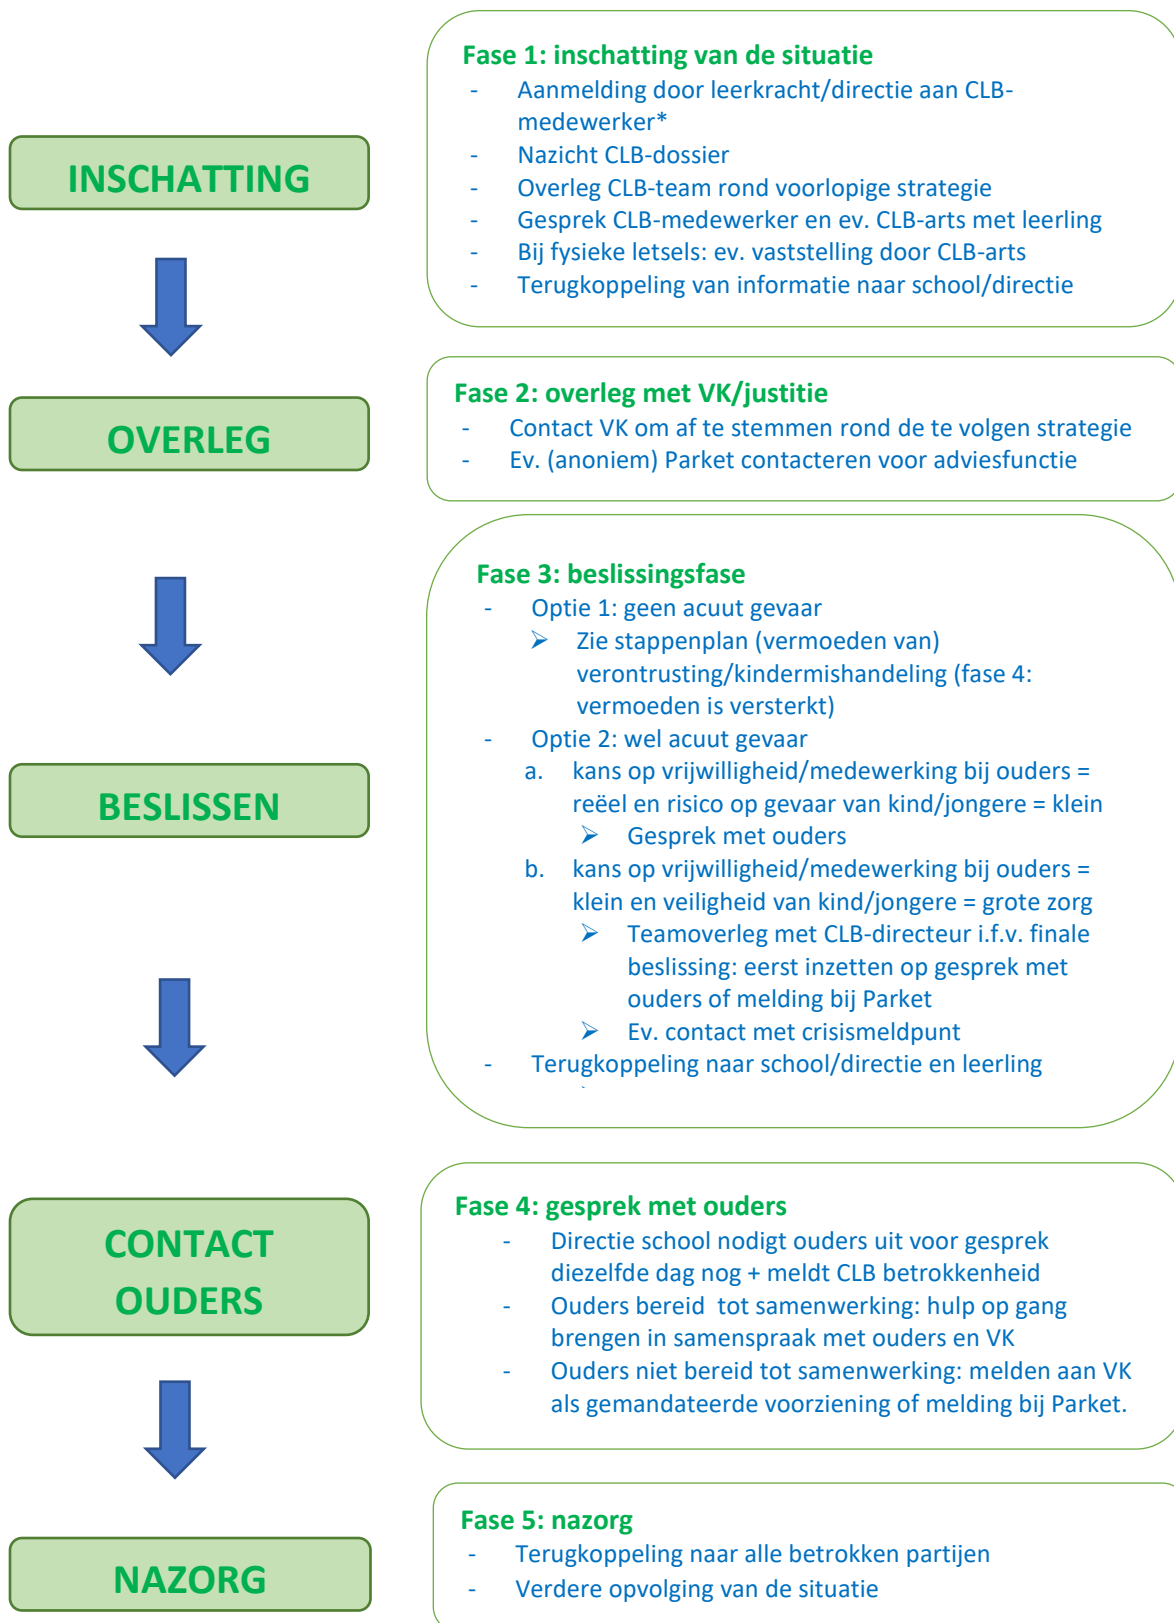 INSCHATTING
Fase 1: inschatting van de situatie
- Aanmelding door leerkracht/directie aan CLB-
medewerker*
- Nazicht CLB-dossier
- Overleg CLB-team rond voorlopige strategie
- Gesprek CLB-medewerker en ev. CLB-arts met leerling
- Bij fysieke letsels: ev. vaststelling door CLB-arts
- Terugkoppeling van informatie naar school/directie
OVERLEG
Fase 2: overleg met VK/justitie
- Contact VK om af te stemmen rond de te volgen strategie
- Ev. (anoniem) Parket contacteren voor adviesfunctie
BESLISSEN
Fase 3: beslissingsfase
- Optie 1: geen acuut gevaar
➢ Zie stappenplan (vermoeden van)
verontrusting/kindermishandeling (fase 4:
vermoeden is versterkt)
- Optie 2: wel acuut gevaar
a. kans op vrijwilligheid/medewerking bij ouders =
reëel en risico op gevaar van kind/jongere = klein
➢ Gesprek met ouders
b. kans op vrijwilligheid/medewerking bij ouders =
klein en veiligheid van kind/jongere = grote zorg
➢ Teamoverleg met CLB-directeur i.f.v. finale
beslissing: eerst inzetten op gesprek met
ouders of melding bij Parket
➢ Ev. contact met crisismeldpunt
- Terugkoppeling naar school/directie en leerling
CONTACT
OUDERS
Fase 4: gesprek met ouders
- Directie school nodigt ouders uit voor gesprek
diezelfde dag nog + meldt CLB betrokkenheid
- Ouders bereid tot samenwerking: hulp op gang
brengen in samenspraak met ouders en VK
- Ouders niet bereid tot samenwerking: melden aan VK
als gemandateerde voorziening of melding bij Parket.
NAZORG
Fase 5: nazorg
- Terugkoppeling naar alle betrokken partijen
- Verdere opvolging van de situatie